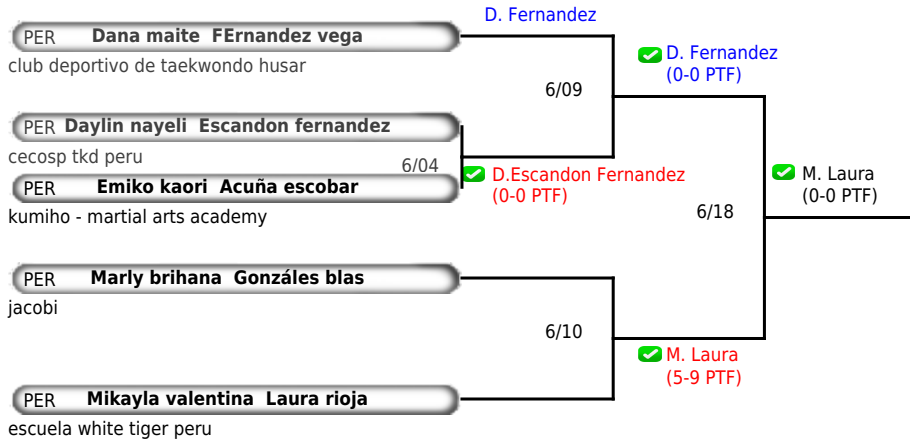 D. Fernandez
PER Dana maite FErnandez vega
club deportivo de taekwondo husar
D. Fernandez
(0-0 PTF)
6/09
PER Daylin nayeli Escandon fernandez
cecosp tkd peru
6/04
D.Escandon Fernandez
(0-0 PTF)
M. Laura
(0-0 PTF)
PER Emiko kaori Acuña escobar
kumiho - martial arts academy
6/18
PER Marly brihana Gonzáles blas
jacobi
6/10
M. Laura
(5-9 PTF)
PER Mikayla valentina Laura rioja
escuela white tiger peru